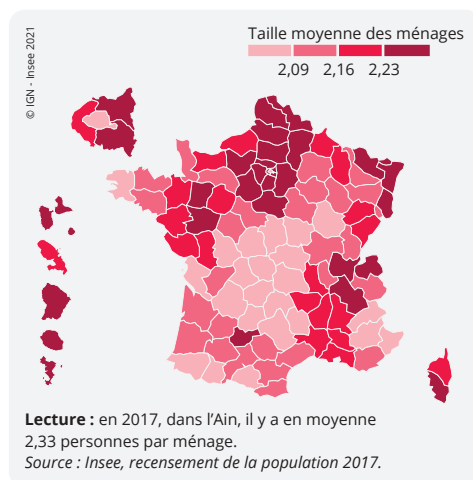 © IGN - Insee 2021
Taille moyenne des ménages
2,09 2,16 2,23
Lecture : en 2017, dans l'Ain, il y a en moyenne
2,33 personnes par ménage.
Source : Insee, recensement de la population 2017.